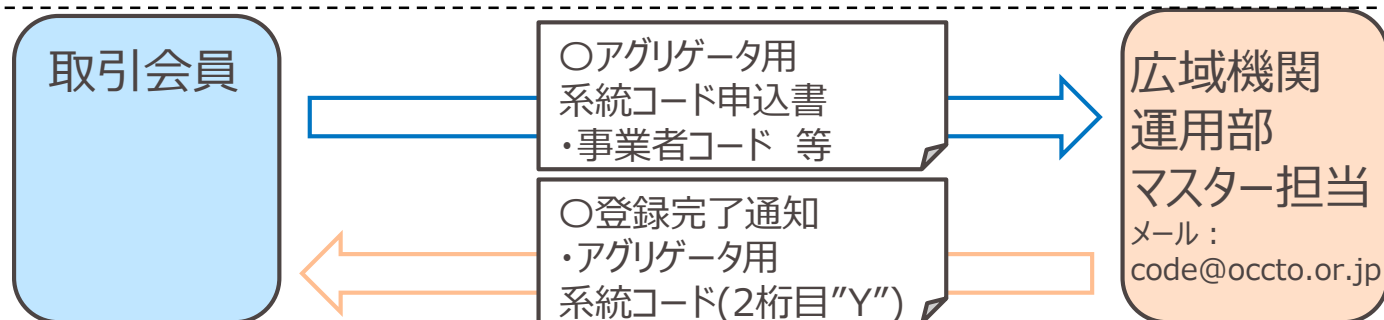 取引会員
〇アグリゲータ用
系統コード申込書
・事業者コード 等
〇登録完了通知
・アグリゲータ用
系統コード(2桁目”Y”)
広域機関
運用部
マスター担当
メール：
code@occto.or.jp